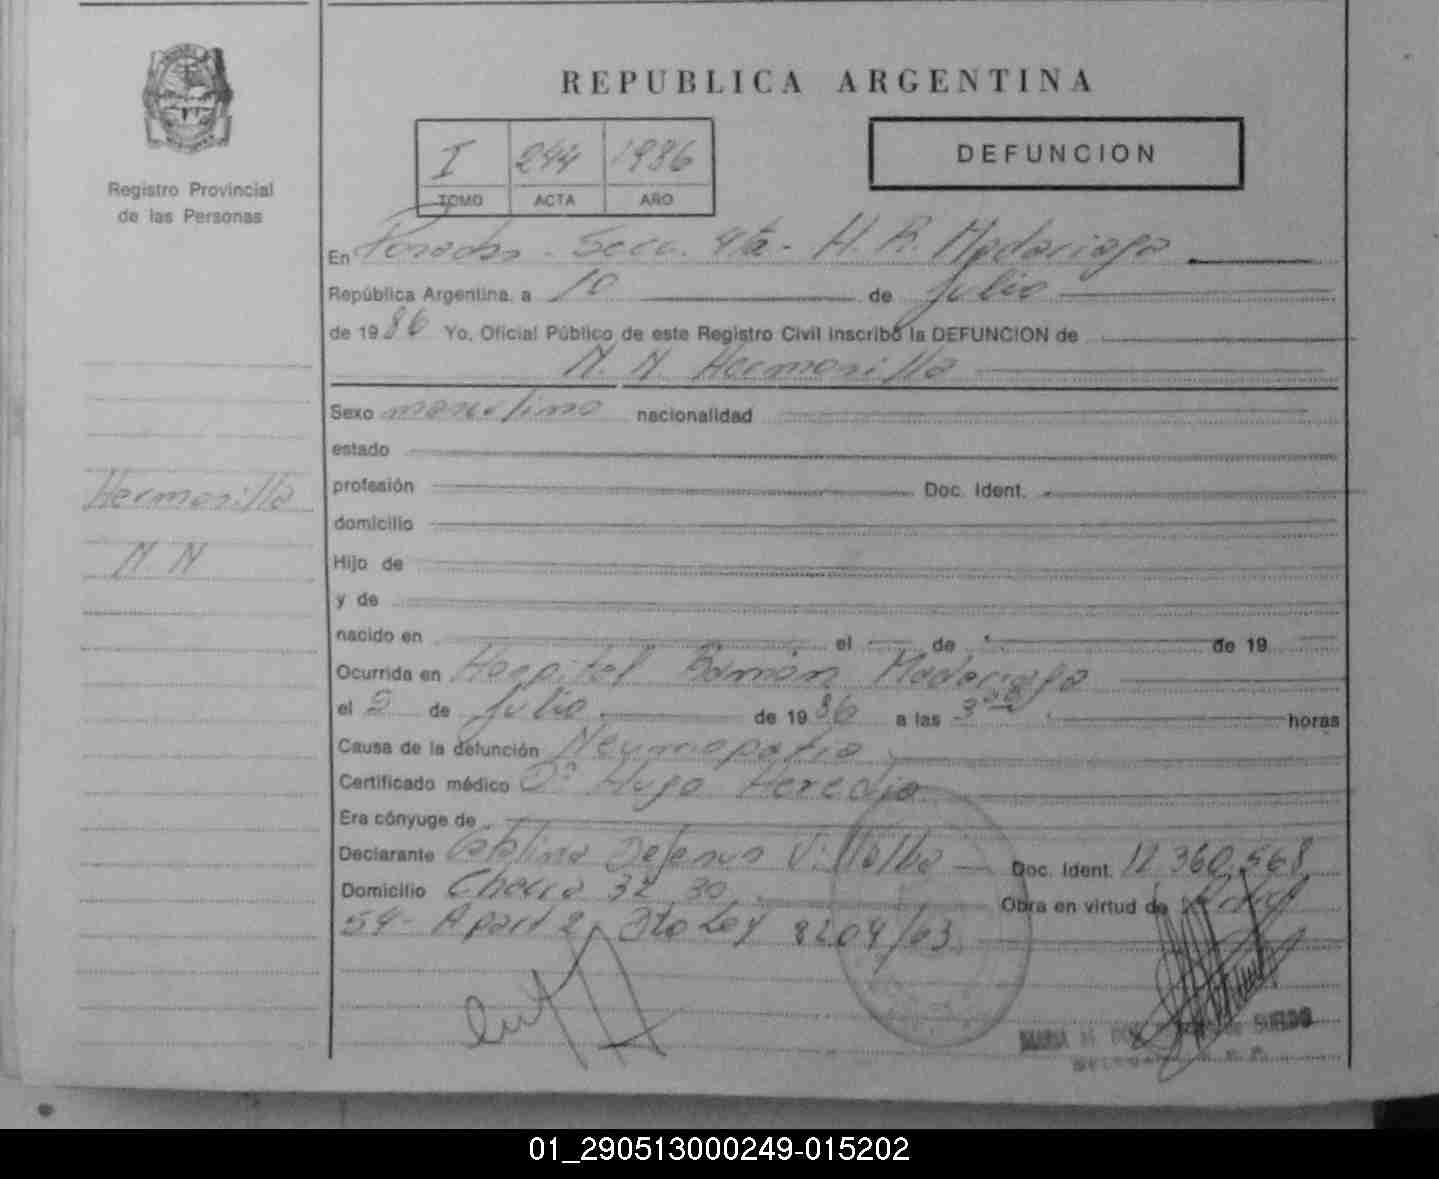 REPUBLICA ARGENTINA
Registro Provincial
de las Personas
I 244 1986
TOMO ACTA AÑO
DEFUNCION
En Posadas - Secc. 4ta - H. R. Madariaga
República Argentina, a 10 de Julio
de 1986 Yo, Oficial Público de este Registro Civil inscribo la DEFUNCION de
N. N. Hermosilla
Sexo masculino nacionalidad
estado
profesión Doc. Ident.
domicilio
Hijo de
y de
nacido en el de de 19
Ocurrida en Hospital Ramón Madariaga
el 2 de Julio de 1986 a las 3 horas
Causa de la defunción Neumopatía
Certificado médico Dr Hugo Heredia
Era cónyuge de
Declarante Catalina Dejesus Villalba Doc. Ident. 12.360.568
Domicilio Chacra 32 30 Obra en virtud de
54 - Apart 2, Dto Ley 8204/63
Hermosilla
N N
01_290513000249-015202